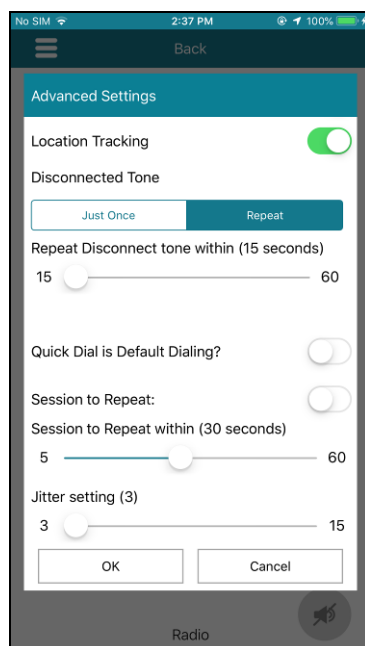 No SIM 2:37 PM 100%
Back
Advanced Settings
Location Tracking
Disconnected Tone
Just Once Repeat
Repeat Disconnect tone within (15 seconds)
15 60
Quick Dial is Default Dialing?
Session to Repeat:
Session to Repeat within (30 seconds)
5 60
Jitter setting (3)
3 15
OK Cancel
Radio